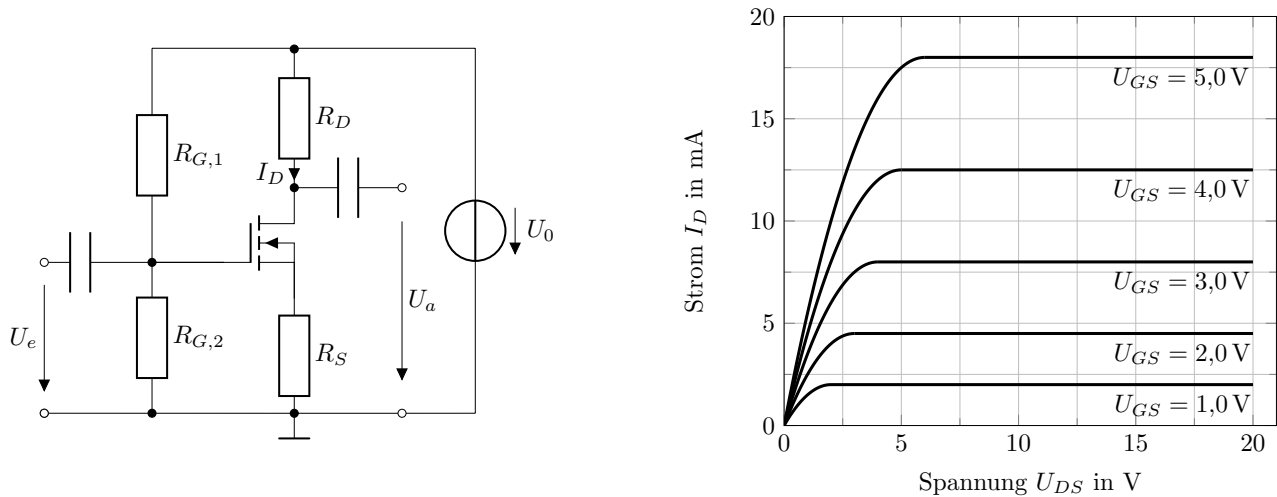 R_{G,1}
R_D
I_D
U_0
U_e
R_{G,2}
R_S
U_a
Strom I_D in mA
20
15
10
5
0
U_{GS} = 5,0 V
U_{GS} = 4,0 V
U_{GS} = 3,0 V
U_{GS} = 2,0 V
U_{GS} = 1,0 V
0 5 10 15 20
Spannung U_{DS} in V